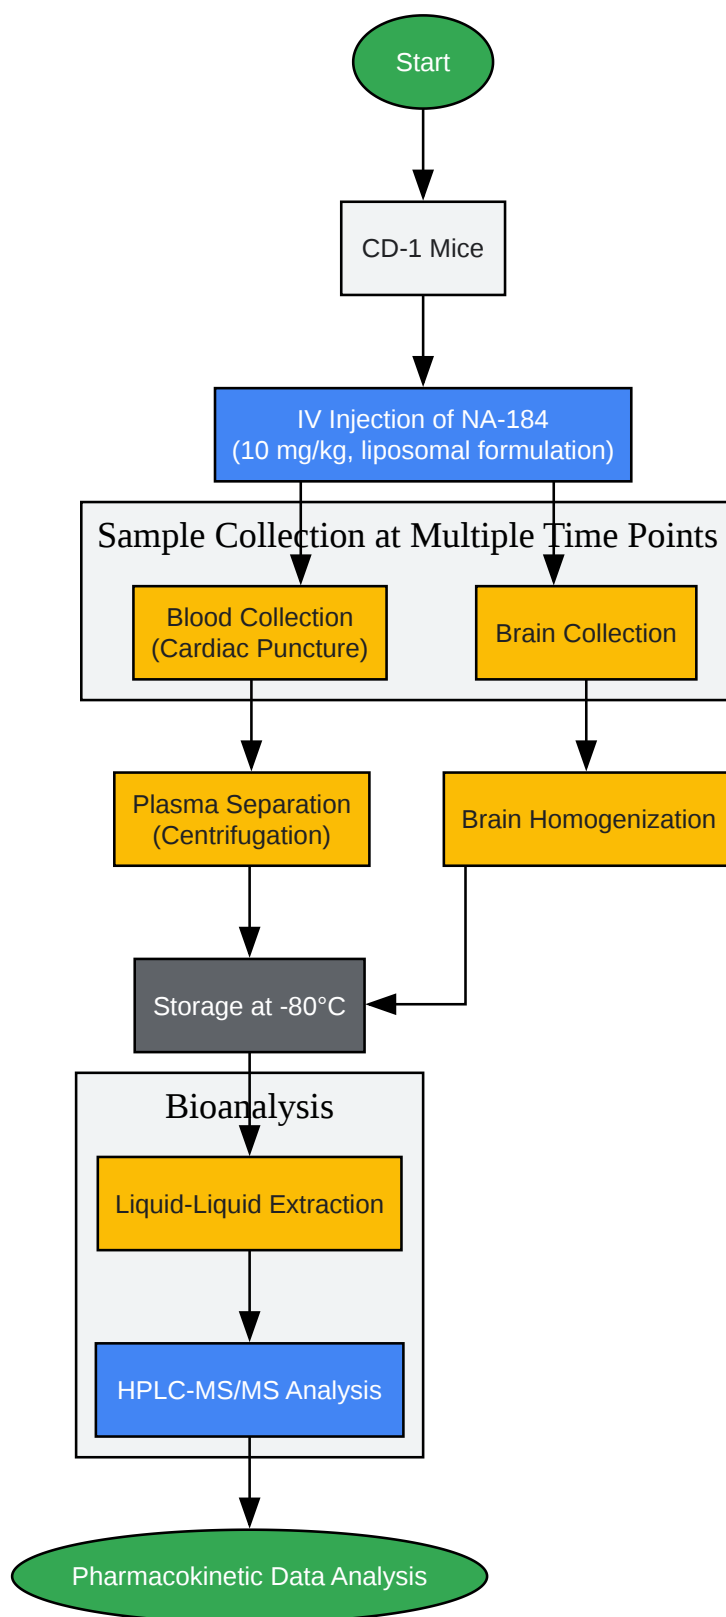 Start
CD-1 Mice
IV Injection of NA-184
(10 mg/kg, liposomal formulation)
Sample Collection at Multiple Time Points
Blood Collection
(Cardiac Puncture)
Brain Collection
Plasma Separation
(Centrifugation)
Brain Homogenization
Storage at -80°C
Bioanalysis
Liquid-Liquid Extraction
HPLC-MS/MS Analysis
Pharmacokinetic Data Analysis